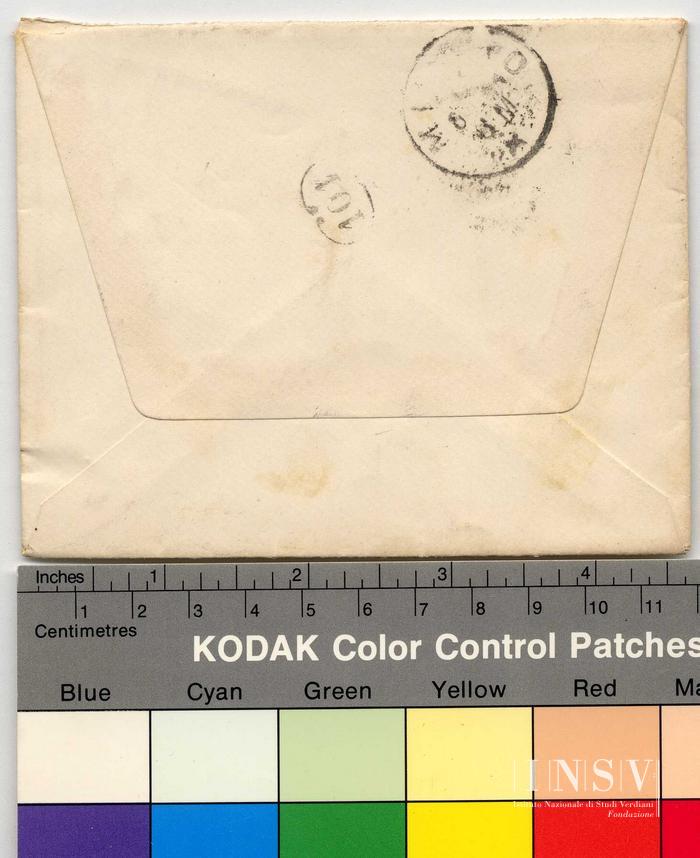 101
Inches 1 2 3 4
1 2 3 4 5 6 7 8 9 10 11
Centimetres
KODAK Color Control Patches
Blue Cyan Green Yellow Red Ma
INSV
Istituto Nazionale di Studi Verdiani
Fondazione